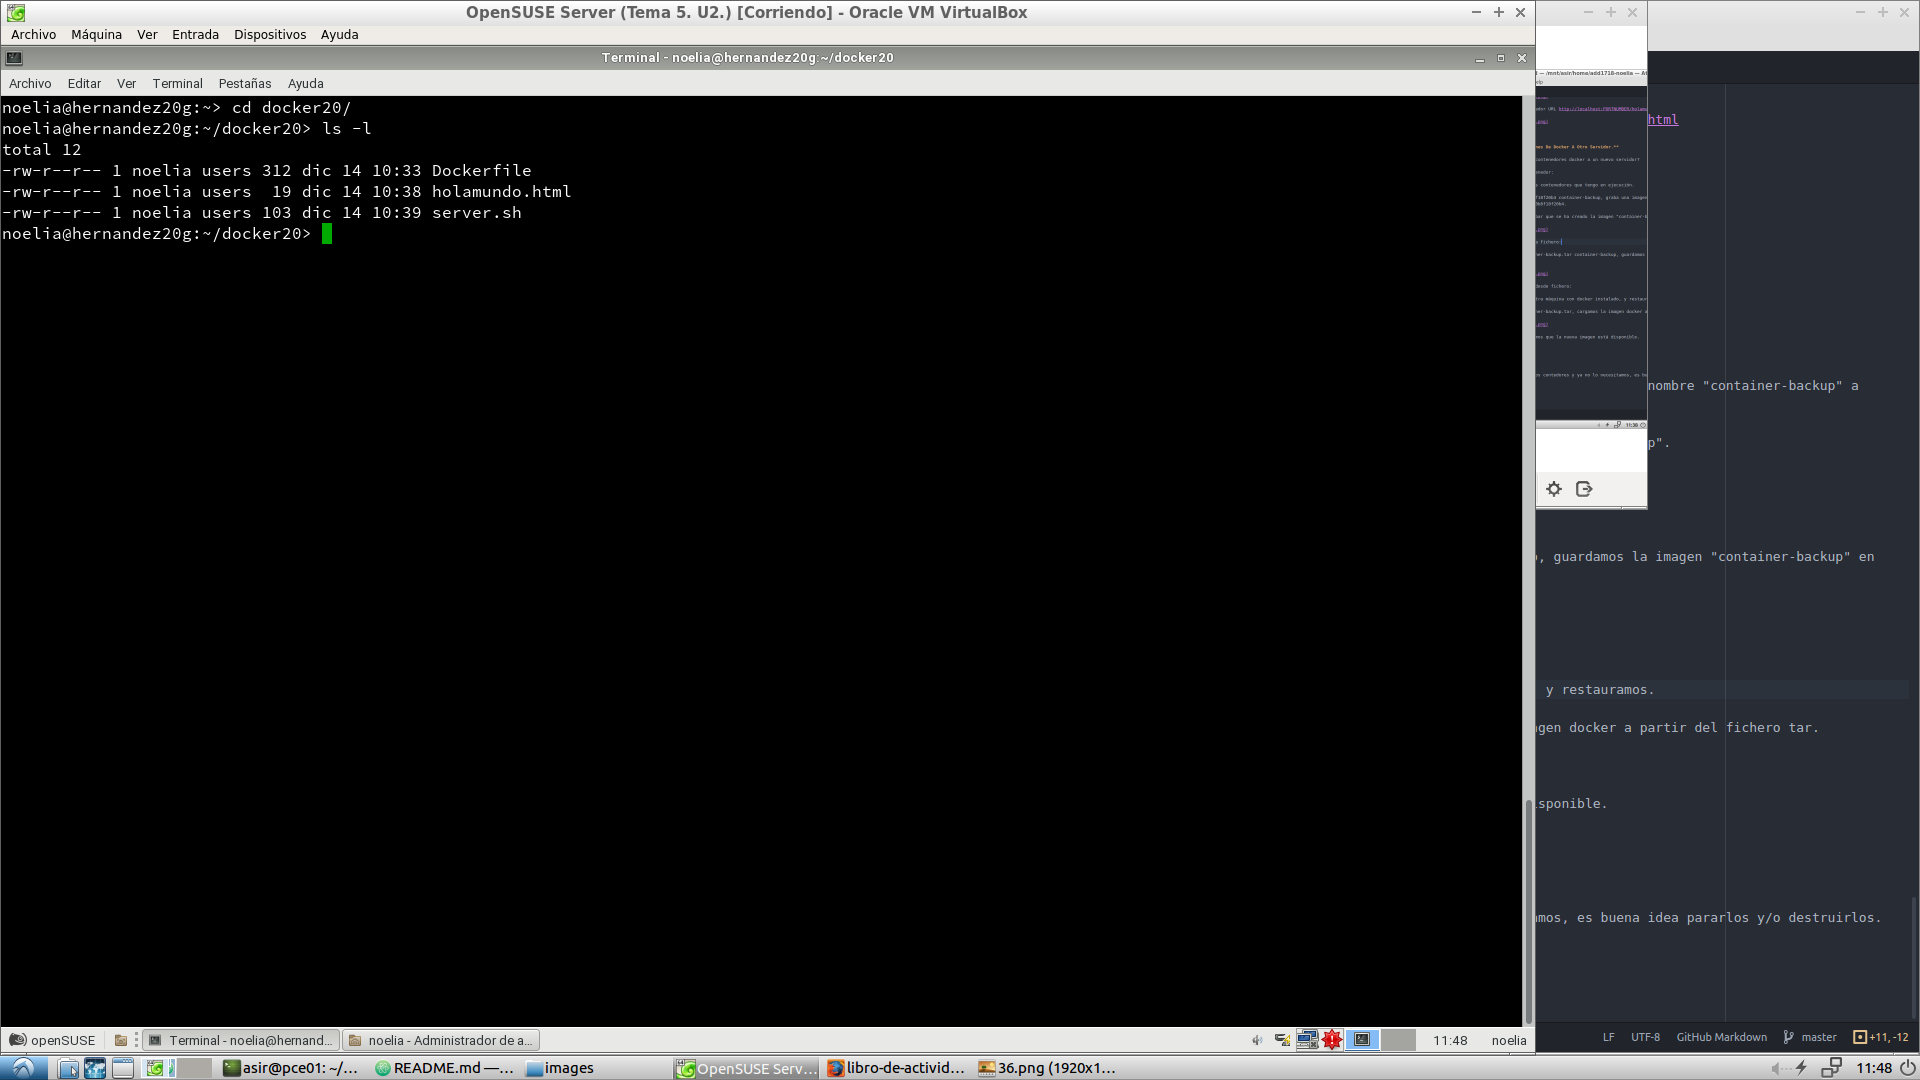 OpenSUSE Server (Tema 5. U2.) [Corriendo] - Oracle VM VirtualBox
Archivo Máquina Ver Entrada Dispositivos Ayuda
Terminal - noelia@hernandez20g:~/docker20
Archivo Editar Ver Terminal Pestañas Ayuda
noelia@hernandez20g:~> cd docker20/
noelia@hernandez20g:~/docker20> ls -l
total 12
-rw-r--r-- 1 noelia users 312 dic 14 10:33 Dockerfile
-rw-r--r-- 1 noelia users  19 dic 14 10:38 holamundo.html
-rw-r--r-- 1 noelia users 103 dic 14 10:39 server.sh
noelia@hernandez20g:~/docker20>
html
nombre "container-backup" a
p".
, guardamos la imagen "container-backup" en
y restauramos.
gen docker a partir del fichero tar.
sponible.
mos, es buena idea pararlos y/o destruirlos.
LF UTF-8 GitHub Markdown master +11, -12
openSUSE Terminal - noelia@hernand... noelia - Administrador de a... 11:48 noelia
asir@pce01: ~/... README.md —... images OpenSUSE Serv... libro-de-activid... 36.png (1920x1... 11:48